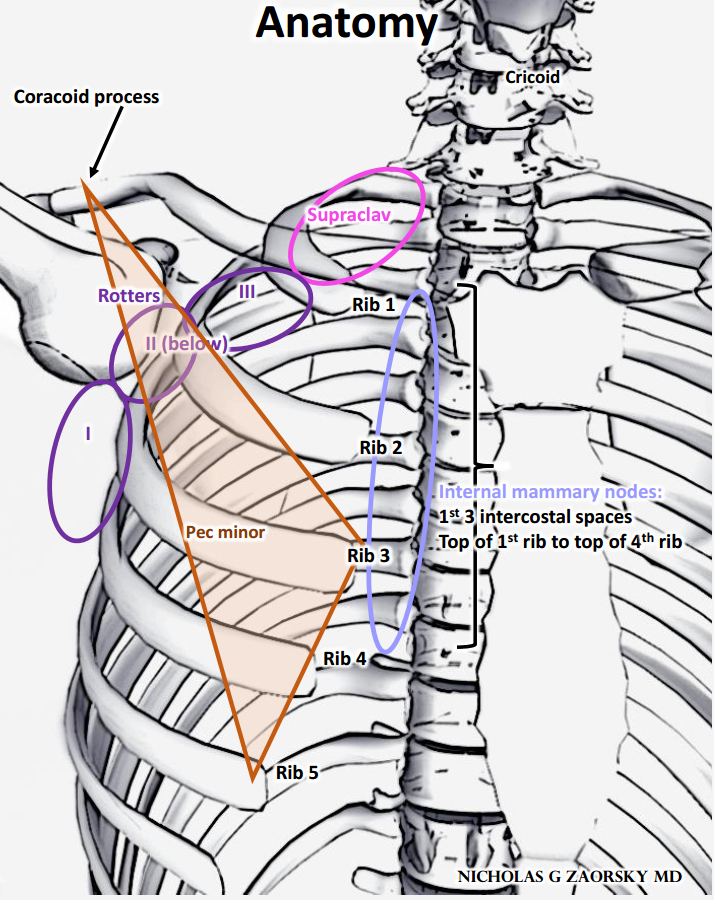 Anatomy
Cricoid
Coracoid process
Supraclav
Rotters
III
Rib 1
II (below)
I
Rib 2
Internal mammary nodes:
1st 3 intercostal spaces
Top of 1st rib to top of 4th rib
Pec minor
Rib 3
Rib 4
Rib 5
NICHOLAS G ZAORSKY MD